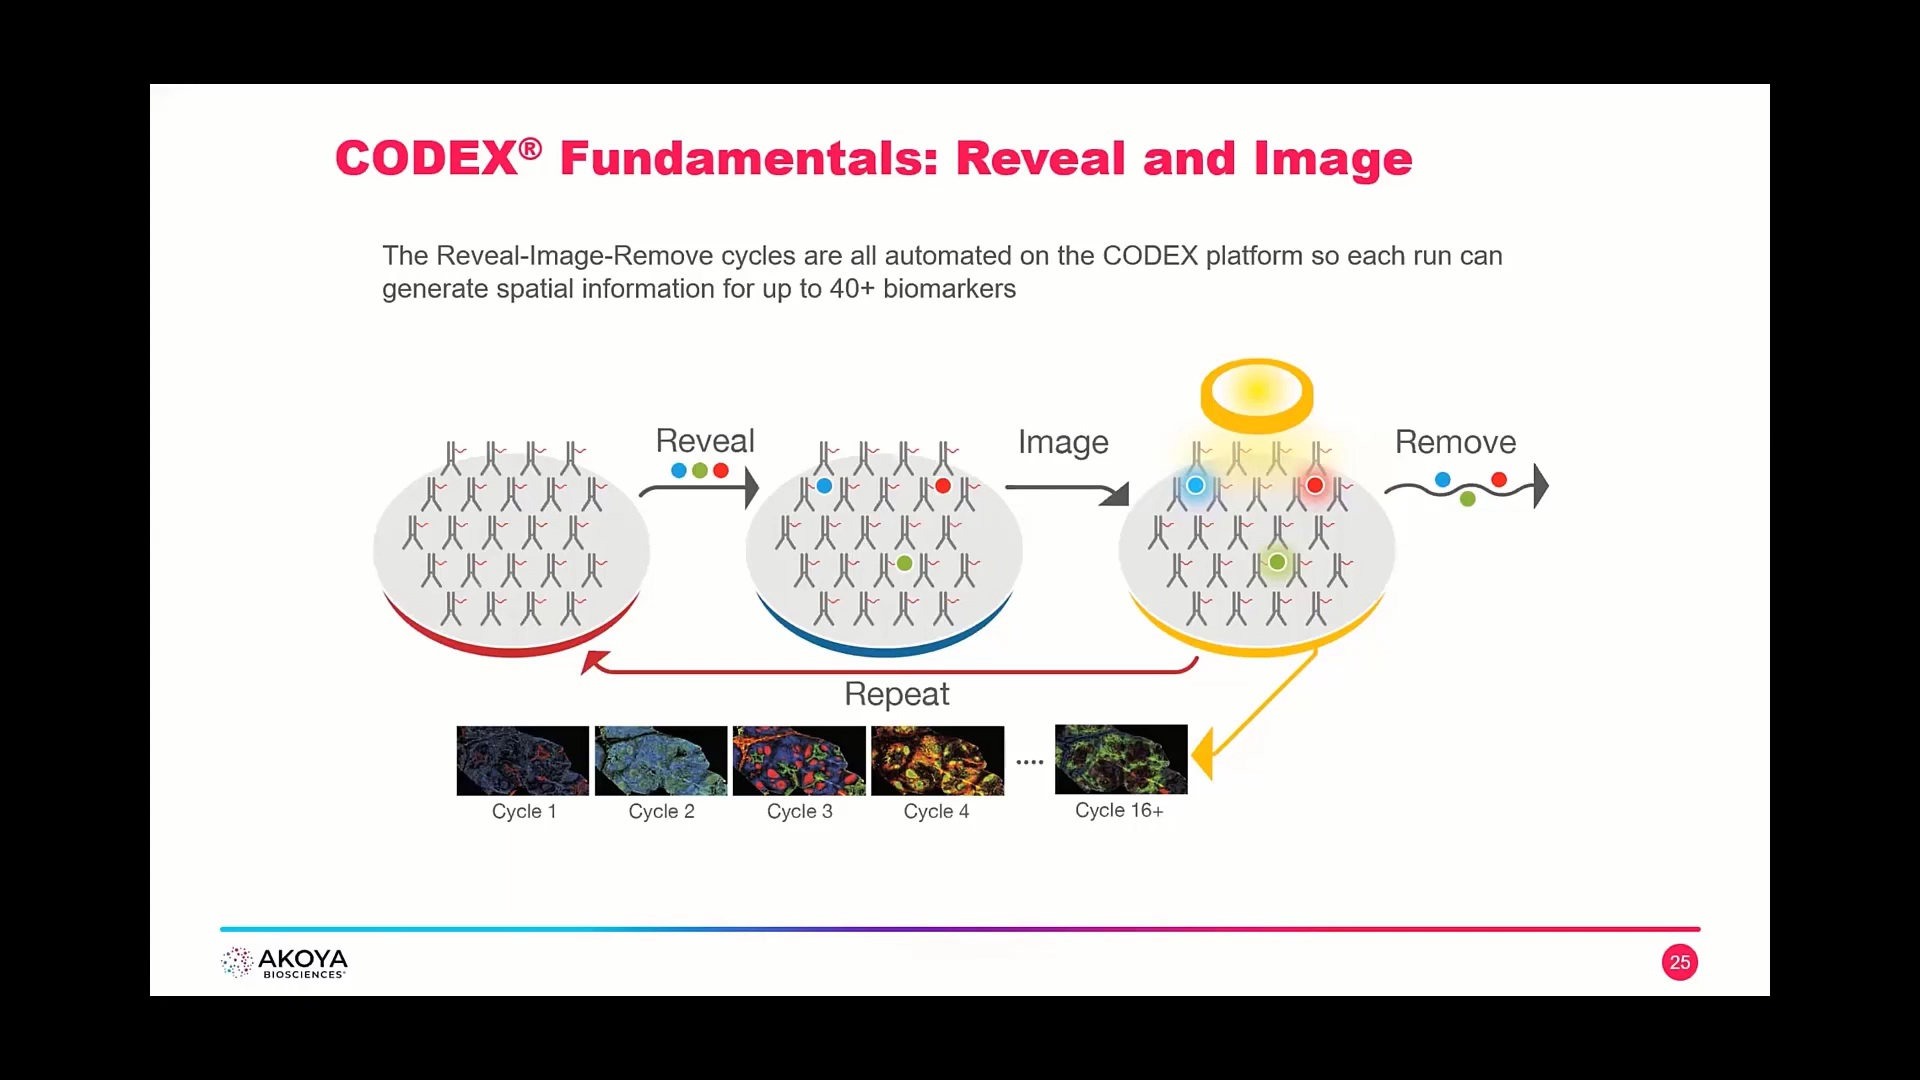 CODEX® Fundamentals: Reveal and Image
The Reveal-Image-Remove cycles are all automated on the CODEX platform so each run can
generate spatial information for up to 40+ biomarkers
Reveal
Image
Remove
Repeat
....
Cycle 1
Cycle 2
Cycle 3
Cycle 4
Cycle 16+
AKOYA
BIOSCIENCES®
25